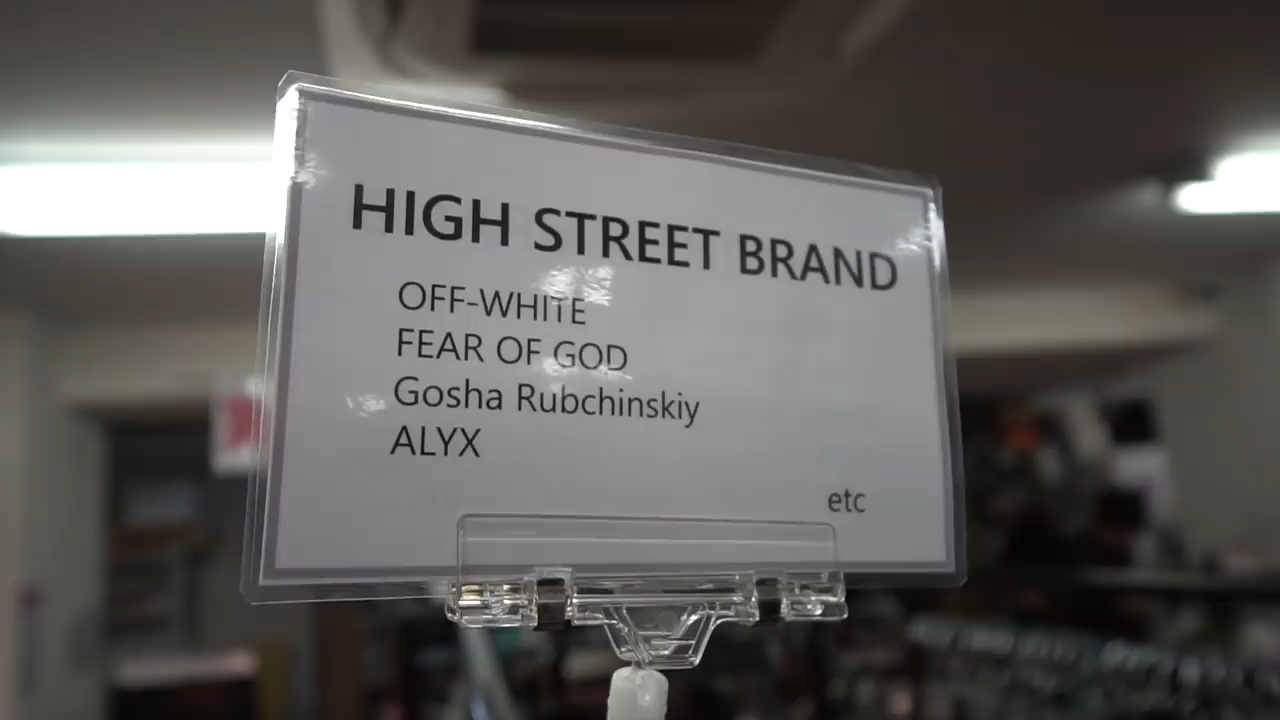 HIGH STREET BRAND
OFF-WHITE
FEAR OF GOD
Gosha Rubchinskiy
ALYX
etc